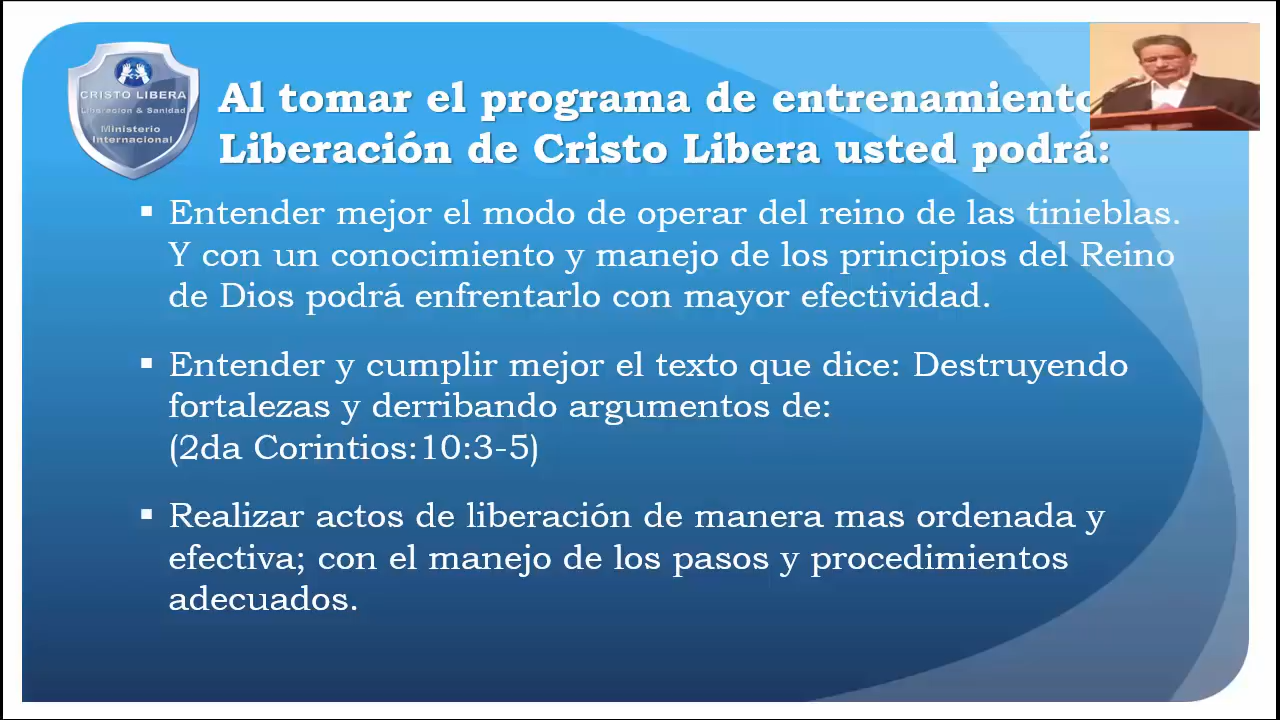 CRISTO LIBERA
Liberación & Sanidad
Ministerio
Internacional
Al tomar el programa de entrenamiento
Liberación de Cristo Libera usted podrá:
▪ Entender mejor el modo de operar del reino de las tinieblas.
Y con un conocimiento y manejo de los principios del Reino
de Dios podrá enfrentarlo con mayor efectividad.
▪ Entender y cumplir mejor el texto que dice: Destruyendo
fortalezas y derribando argumentos de:
(2da Corintios:10:3-5)
▪ Realizar actos de liberación de manera mas ordenada y
efectiva; con el manejo de los pasos y procedimientos
adecuados.